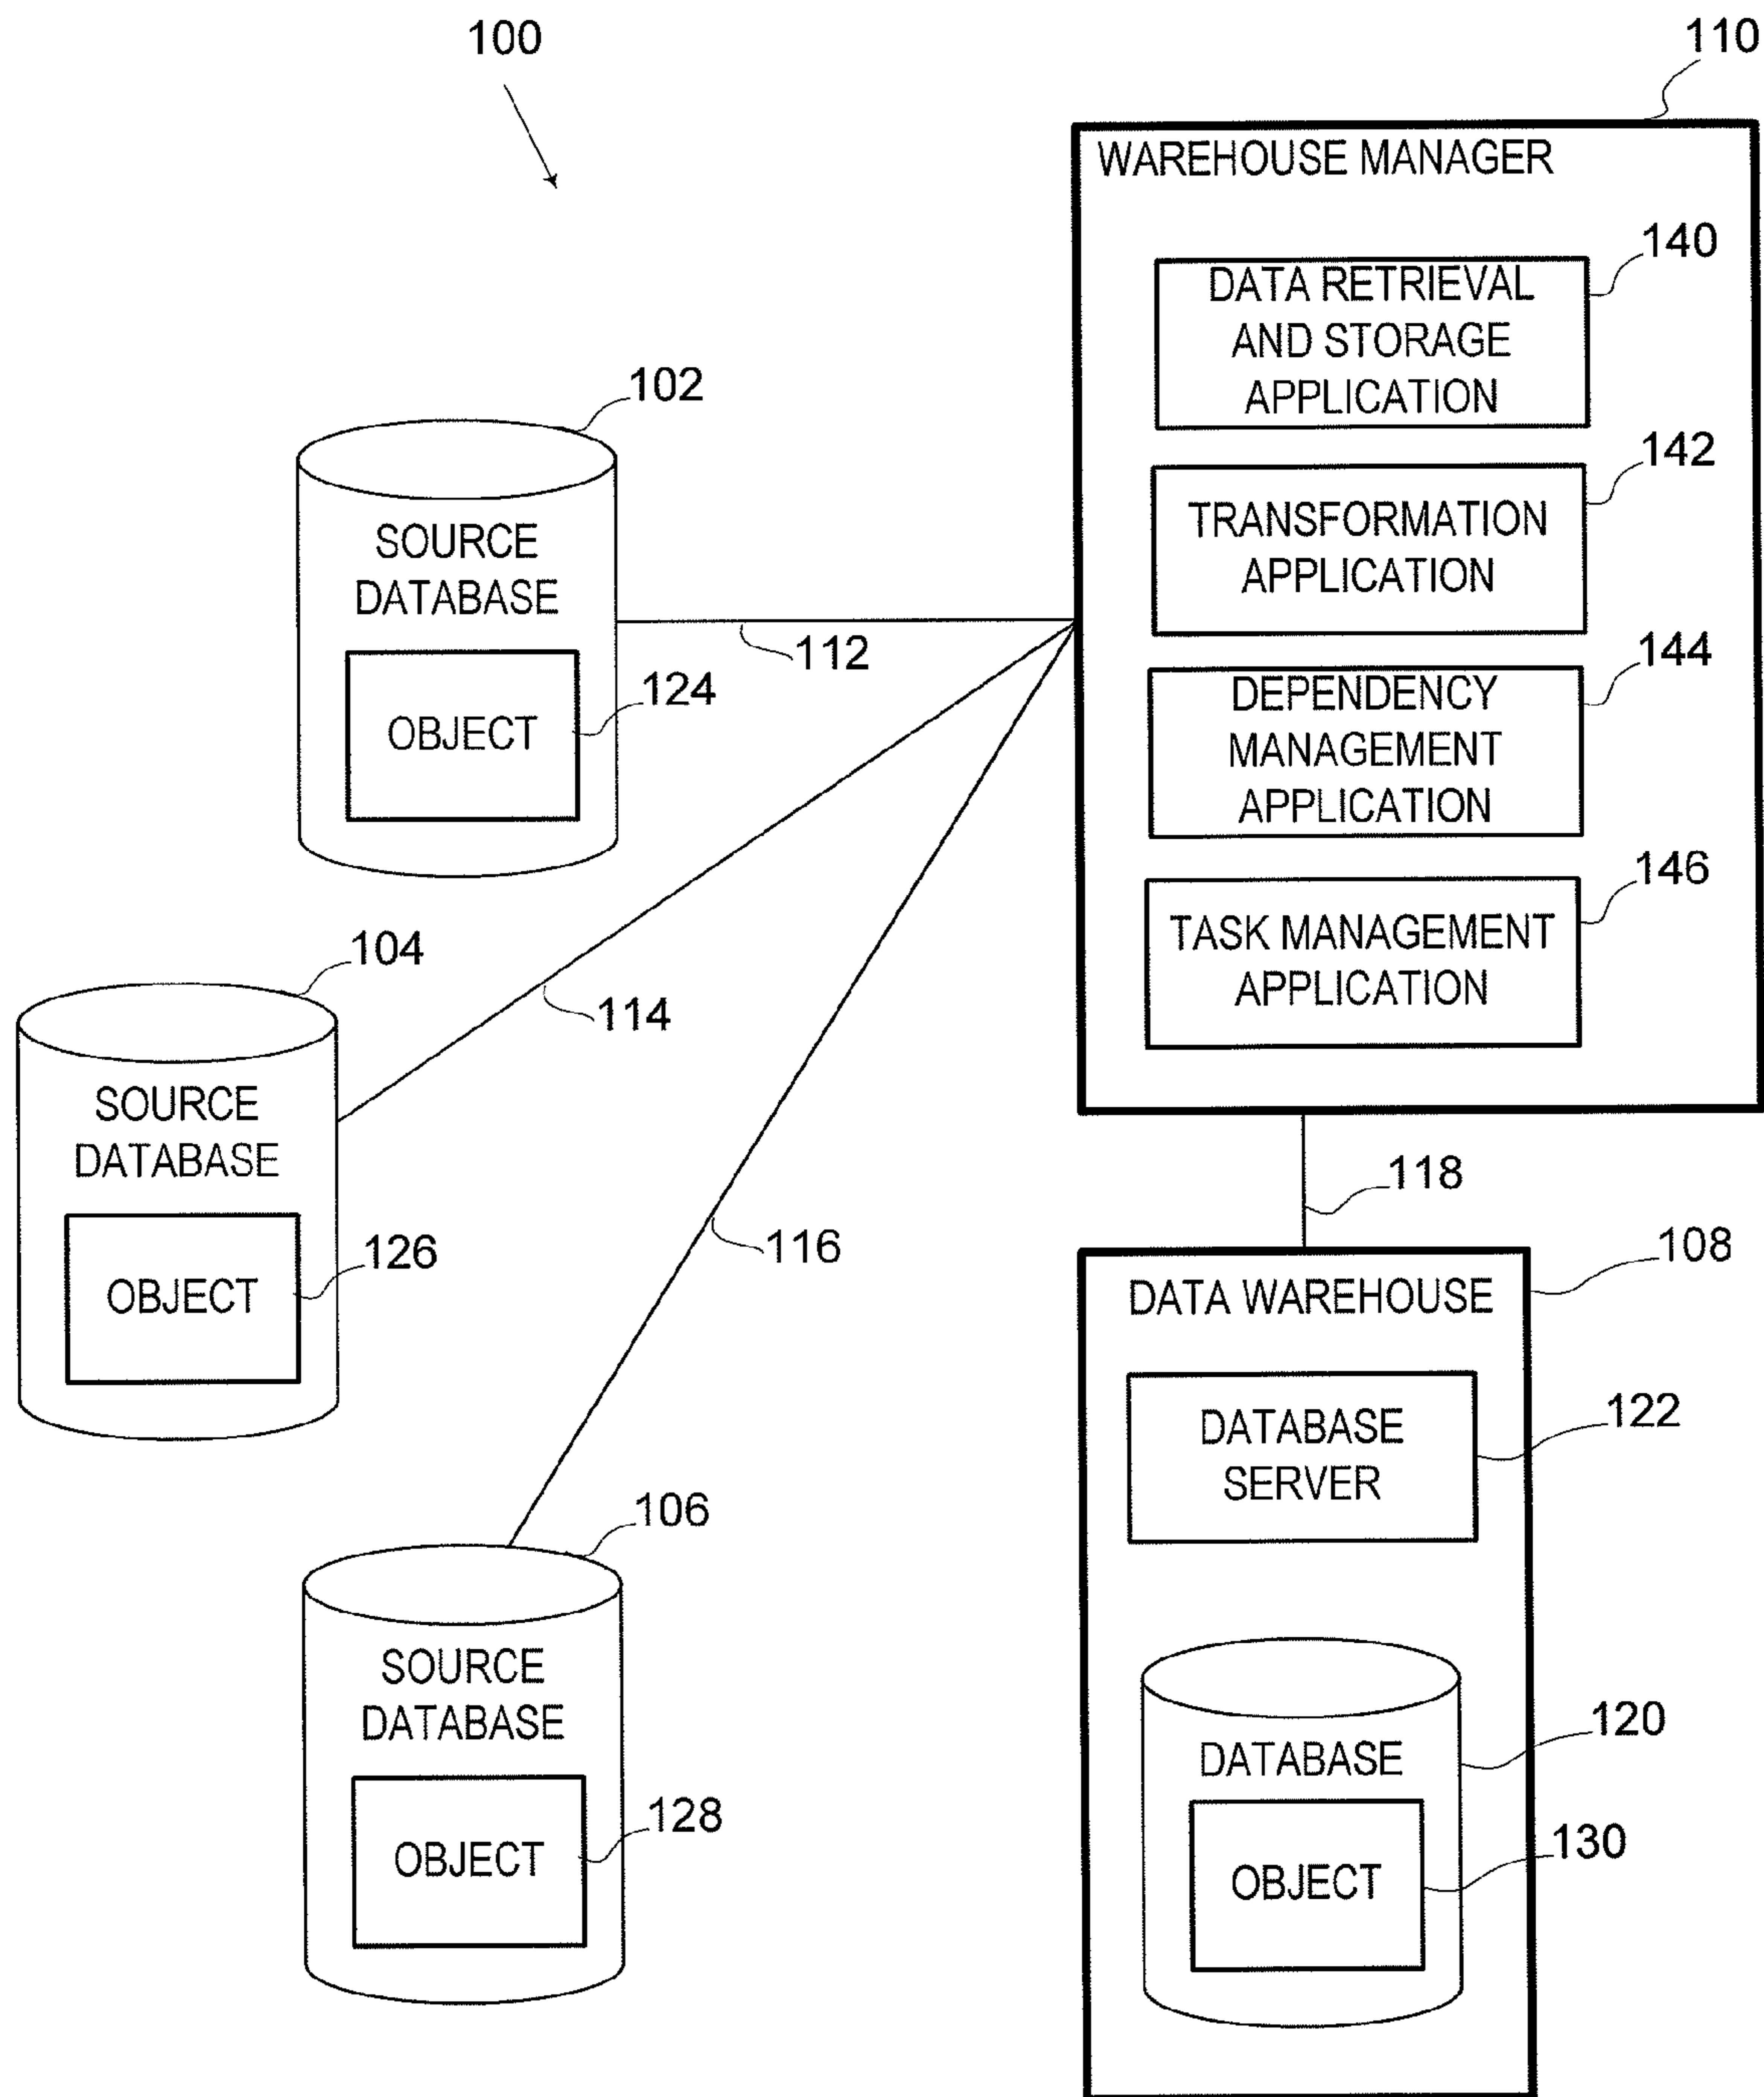 100
110
WAREHOUSE MANAGER
140
DATA RETRIEVAL
AND STORAGE
APPLICATION
102
142
SOURCE
DATABASE
TRANSFORMATION
APPLICATION
112
124
OBJECT
144
DEPENDENCY
MANAGEMENT
APPLICATION
146
TASK MANAGEMENT
APPLICATION
104
114
SOURCE
DATABASE
118
116
126
OBJECT
108
DATA WAREHOUSE
122
DATABASE
SERVER
106
SOURCE
DATABASE
120
DATABASE
128
OBJECT
130
OBJECT